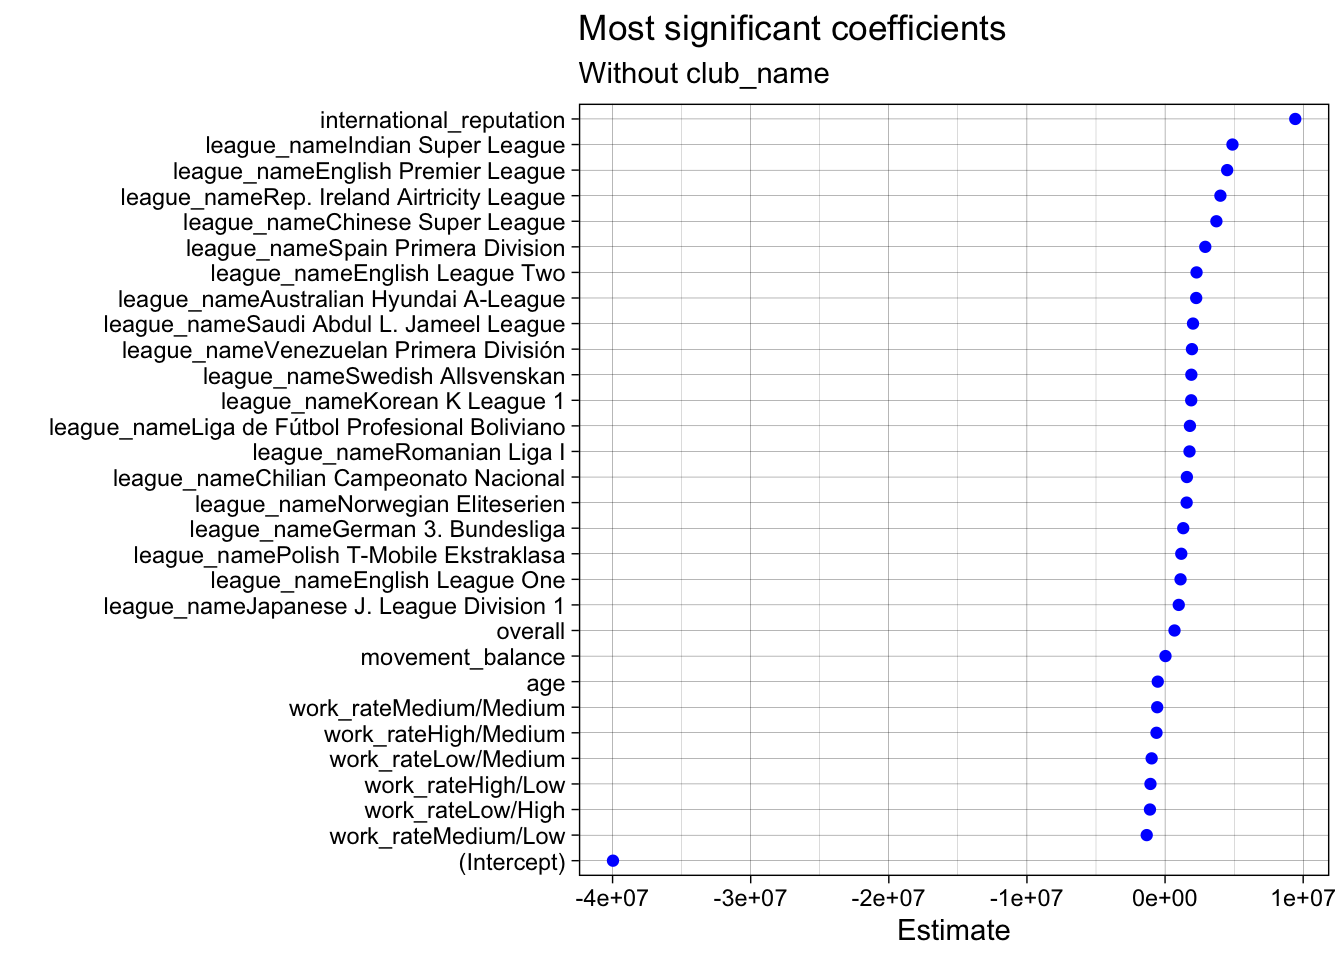 Most significant coefficients
Without club_name
international_reputation
league_nameIndian Super League
league_nameEnglish Premier League
league_nameRep. Ireland Airtricity League
league_nameChinese Super League
league_nameSpain Primera Division
league_nameEnglish League Two
league_nameAustralian Hyundai A-League
league_nameSaudi Abdul L. Jameel League
league_nameVenezuelan Primera División
league_nameSwedish Allsvenskan
league_nameKorean K League 1
league_nameLiga de Fútbol Profesional Boliviano
league_nameRomanian Liga I
league_nameChilian Campeonato Nacional
league_nameNorwegian Eliteserien
league_nameGerman 3. Bundesliga
league_namePolish T-Mobile Ekstraklasa
league_nameEnglish League One
league_nameJapanese J. League Division 1
overall
movement_balance
age
work_rateMedium/Medium
work_rateHigh/Medium
work_rateLow/Medium
work_rateHigh/Low
work_rateLow/High
work_rateMedium/Low
(Intercept)
-4e+07 -3e+07 -2e+07 -1e+07 0e+00 1e+07
Estimate